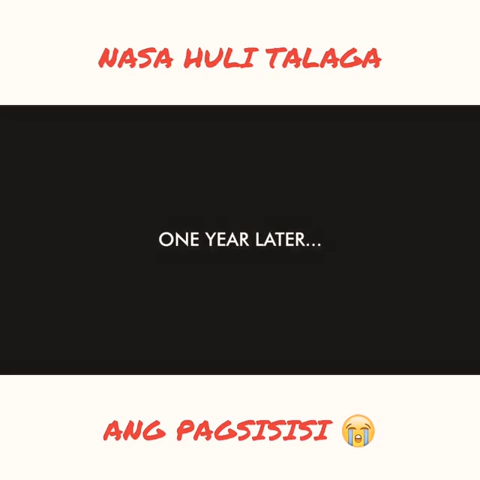 NASA HULI TALAGA
ONE YEAR LATER...
ANG PAGSISISI 😭